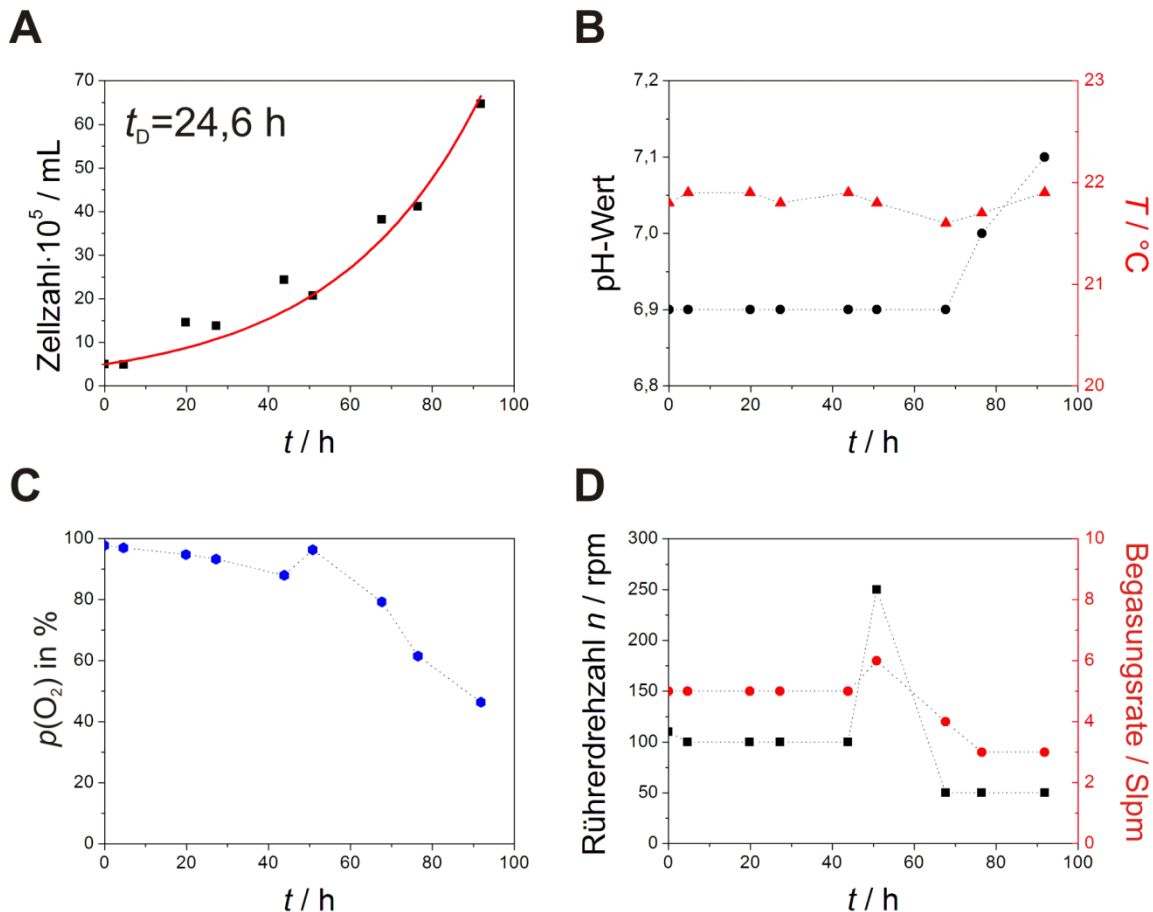 A
B
70
60
50
40
30
20
10
0
Zellzahl·10⁵ / mL
t_D=24,6 h
0 20 40 60 80 100
t / h
7,2
7,1
7,0
6,9
6,8
pH-Wert
23
22
21
20
T / °C
0 20 40 60 80 100
t / h
C
D
100
80
60
40
20
0
p(O₂) in %
0 20 40 60 80 100
t / h
300
250
200
150
100
50
0
Rührerdrehzahl n / rpm
10
8
6
4
2
0
Begasungsrate / Slpm
0 20 40 60 80 100
t / h